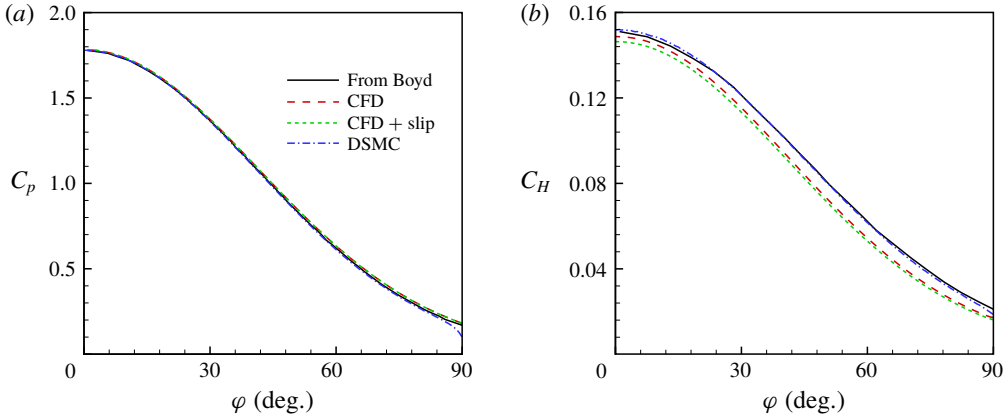 (a)
2.0
1.5
1.0
0.5
0
C_p
From Boyd
CFD
CFD + slip
DSMC
30
60
90
φ (deg.)
(b)
0.16
0.12
0.08
0.04
0
C_H
30
60
90
φ (deg.)